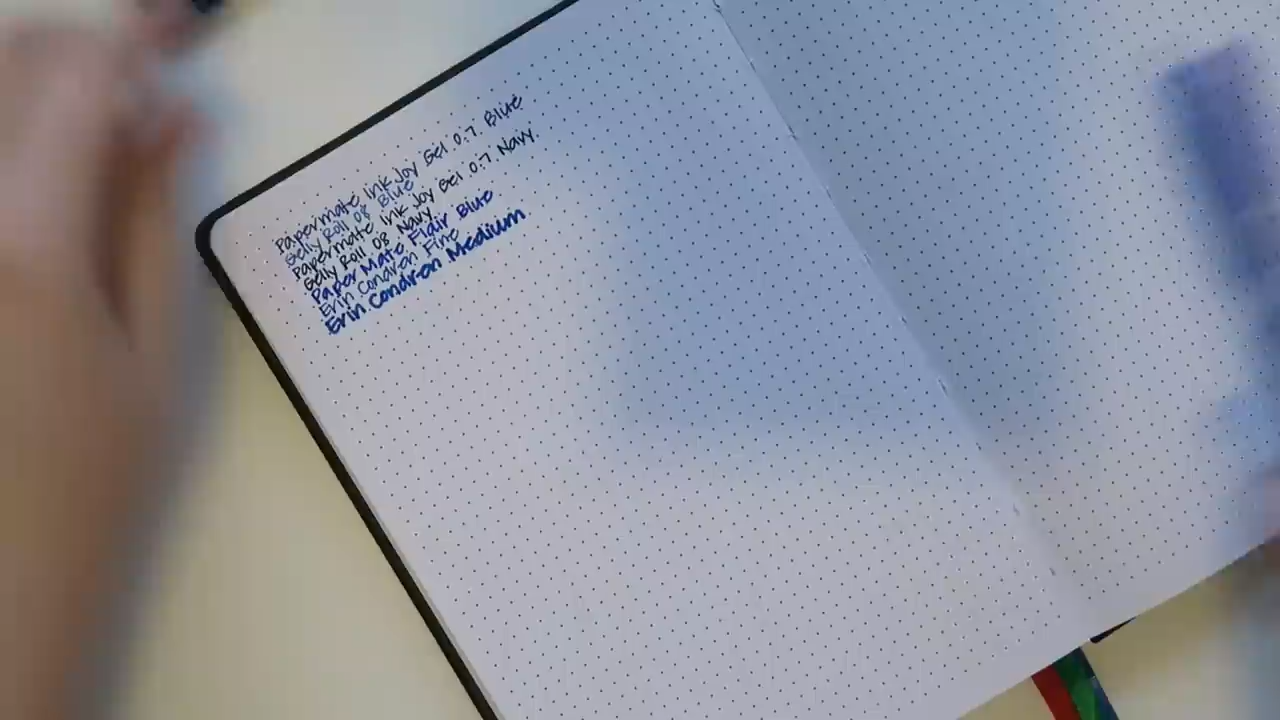 Papermate Ink Joy Gel 0.7 Blue
Gelly Roll 08 Blue
Papermate Ink Joy Gel 0.7 Navy
Gelly Roll 08 Navy
Paper Mate Flair Blue
Erin Condren Fine
Erin Condren Medium